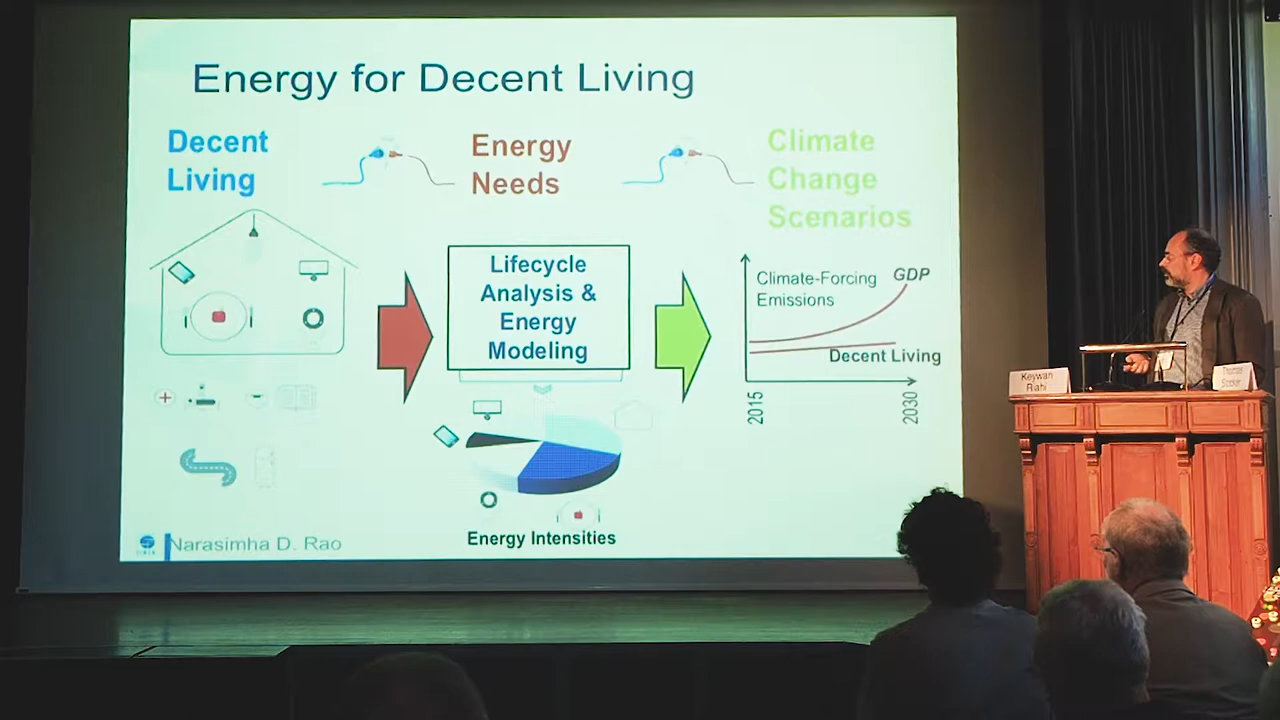 Energy for Decent Living
Decent
Living
Energy
Needs
Climate
Change
Scenarios
Lifecycle
Analysis &
Energy
Modeling
Climate-Forcing
Emissions
GDP
Decent Living
2015
2030
Energy Intensities
Narasimha D. Rao
Keywan
Riahi
Thomas